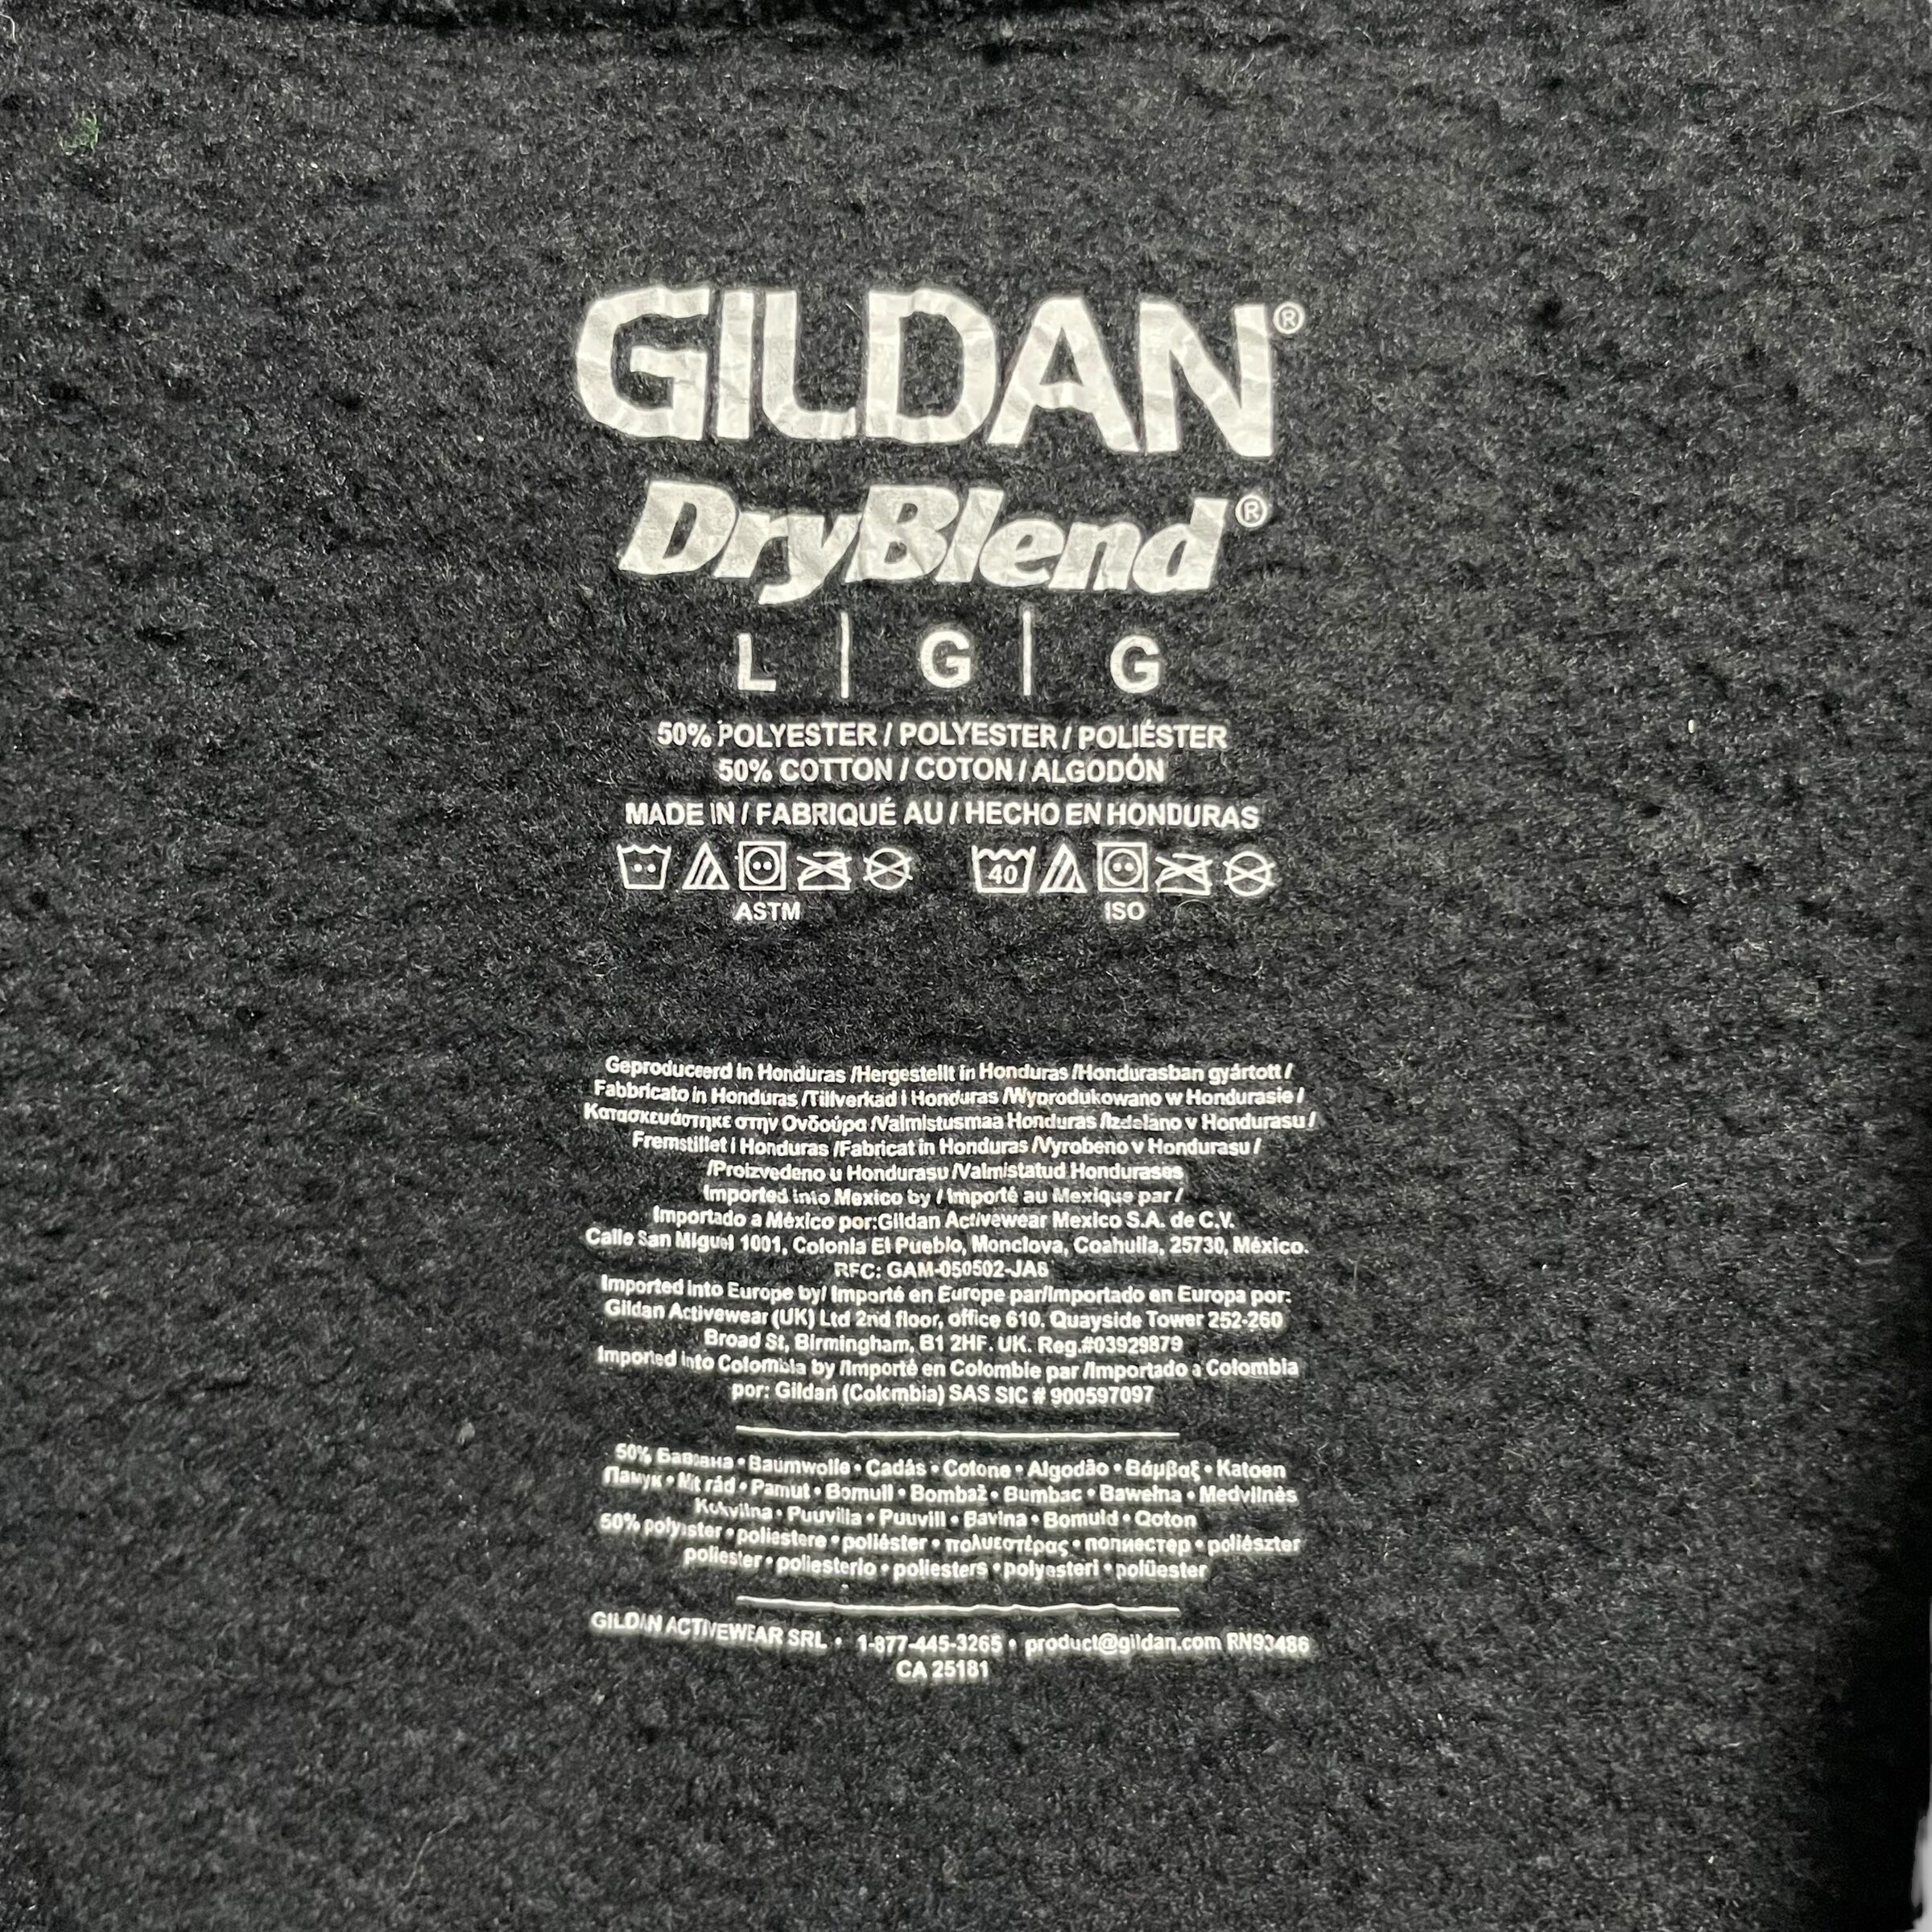 GILDAN®
DryBlend®
L | G | G
50% POLYESTER / POLYESTER / POLIÉSTER
50% COTTON / COTON / ALGODÓN
MADE IN / FABRIQUÉ AU / HECHO EN HONDURAS
40
ASTM ISO
Geproduceerd in Honduras /Hergestellt in Honduras /Hondurasban gyártott /
Fabbricato in Honduras /Tillverkad i Honduras /Wyprodukowano w Hondurasie /
Κατασκευάστηκε στην Ονδούρα /Valmistusmaa Honduras /Izdelano v Hondurasu /
Fremstillet i Honduras /Fabricat in Honduras /Vyrobeno v Hondurasu /
/Proizvedeno u Hondurasu /Valmistatud Hondurases
Imported into Mexico by / Importé au Mexique par /
Importado a México por:Gildan Activewear Mexico S.A. de C.V.
Calle San Miguel 1001, Colonia El Pueblo, Monclova, Coahuila, 25730, México.
RFC: GAM-050502-JA6
Imported into Europe by/ Importé en Europe par/Importado en Europa por:
Gildan Activewear (UK) Ltd 2nd floor, office 610, Quayside Tower 252-260
Broad St, Birmingham, B1 2HF. UK. Reg.#03929879
Imported into Colombia by /Importé en Colombie par /Importado a Colombia
por: Gildan (Colombia) SAS SIC # 900597097
50% Бавовна • Baumwolle • Cadás • Cotone • Algodão • Βάμβαξ • Katoen
Памук • Nit rád • Pamut • Bomull • Bombaž • Bumbac • Bawełna • Medvilnės
Kokvilna • Puuvilla • Puuvill • Bavlna • Bomuld • Qoton
50% polyester • poliestere • poliéster • πολυεστέρας • полиестер • poliészter
poliester • poliesterio • poliesters • polyesteri • polüester
GILDAN ACTIVEWEAR SRL • 1-877-445-3265 • product@gildan.com RN93486
CA 25181